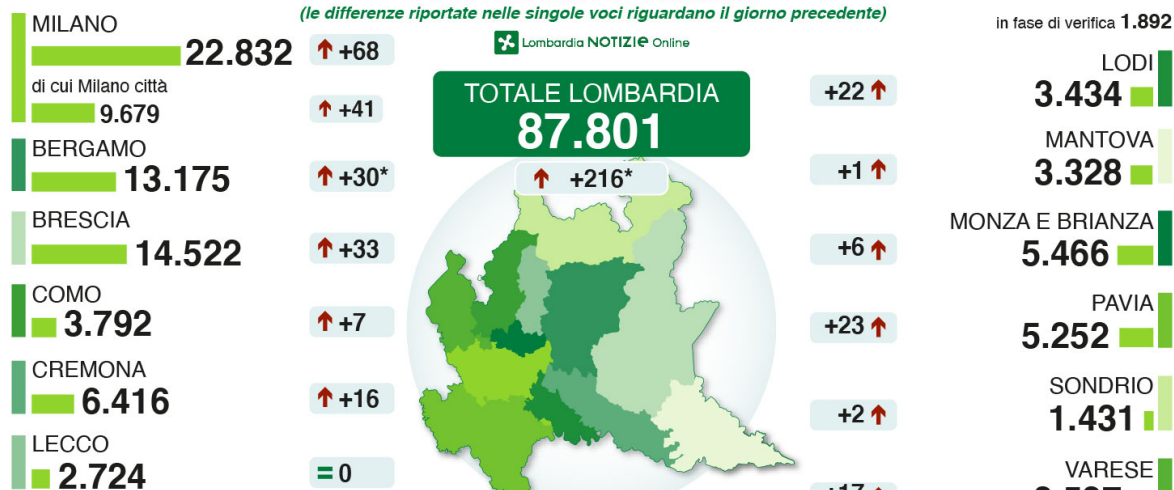 (le differenze riportate nelle singole voci riguardano il giorno precedente)
Lombardia NOTIZIE Online
in fase di verifica 1.892
TOTALE LOMBARDIA
87.801
+216*
MILANO
22.832
+68
di cui Milano città
9.679
+41
BERGAMO
13.175
+30*
BRESCIA
14.522
+33
COMO
3.792
+7
CREMONA
6.416
+16
LECCO
2.724
= 0
LODI
+22
3.434
MANTOVA
+1
3.328
MONZA E BRIANZA
+6
5.466
PAVIA
+23
5.252
SONDRIO
+2
1.431
VARESE
+17